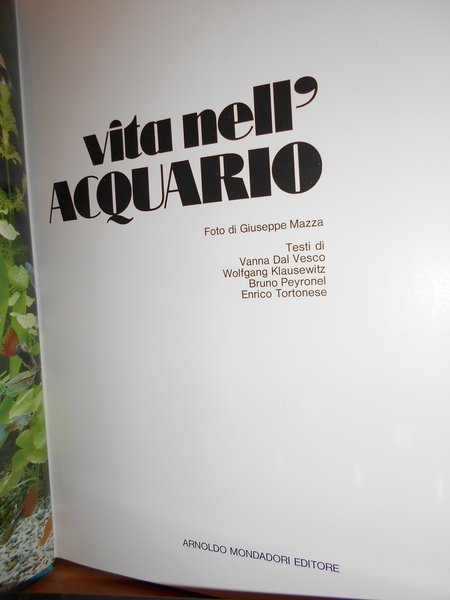 vita nell'
ACQUARIO
Foto di Giuseppe Mazza
Testi di
Vanna Dal Vesco
Wolfgang Klausewitz
Bruno Peyronel
Enrico Tortonese
ARNOLDO MONDADORI EDITORE